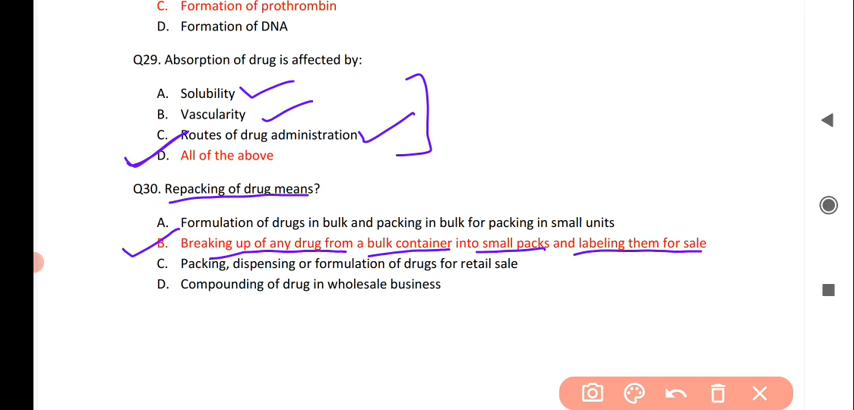 C. Formation of prothrombin
D. Formation of DNA
Q29. Absorption of drug is affected by:
A. Solubility
B. Vascularity
C. Routes of drug administration
D. All of the above
Q30. Repacking of drug means?
A. Formulation of drugs in bulk and packing in bulk for packing in small units
B. Breaking up of any drug from a bulk container into small packs and labeling them for sale
C. Packing, dispensing or formulation of drugs for retail sale
D. Compounding of drug in wholesale business